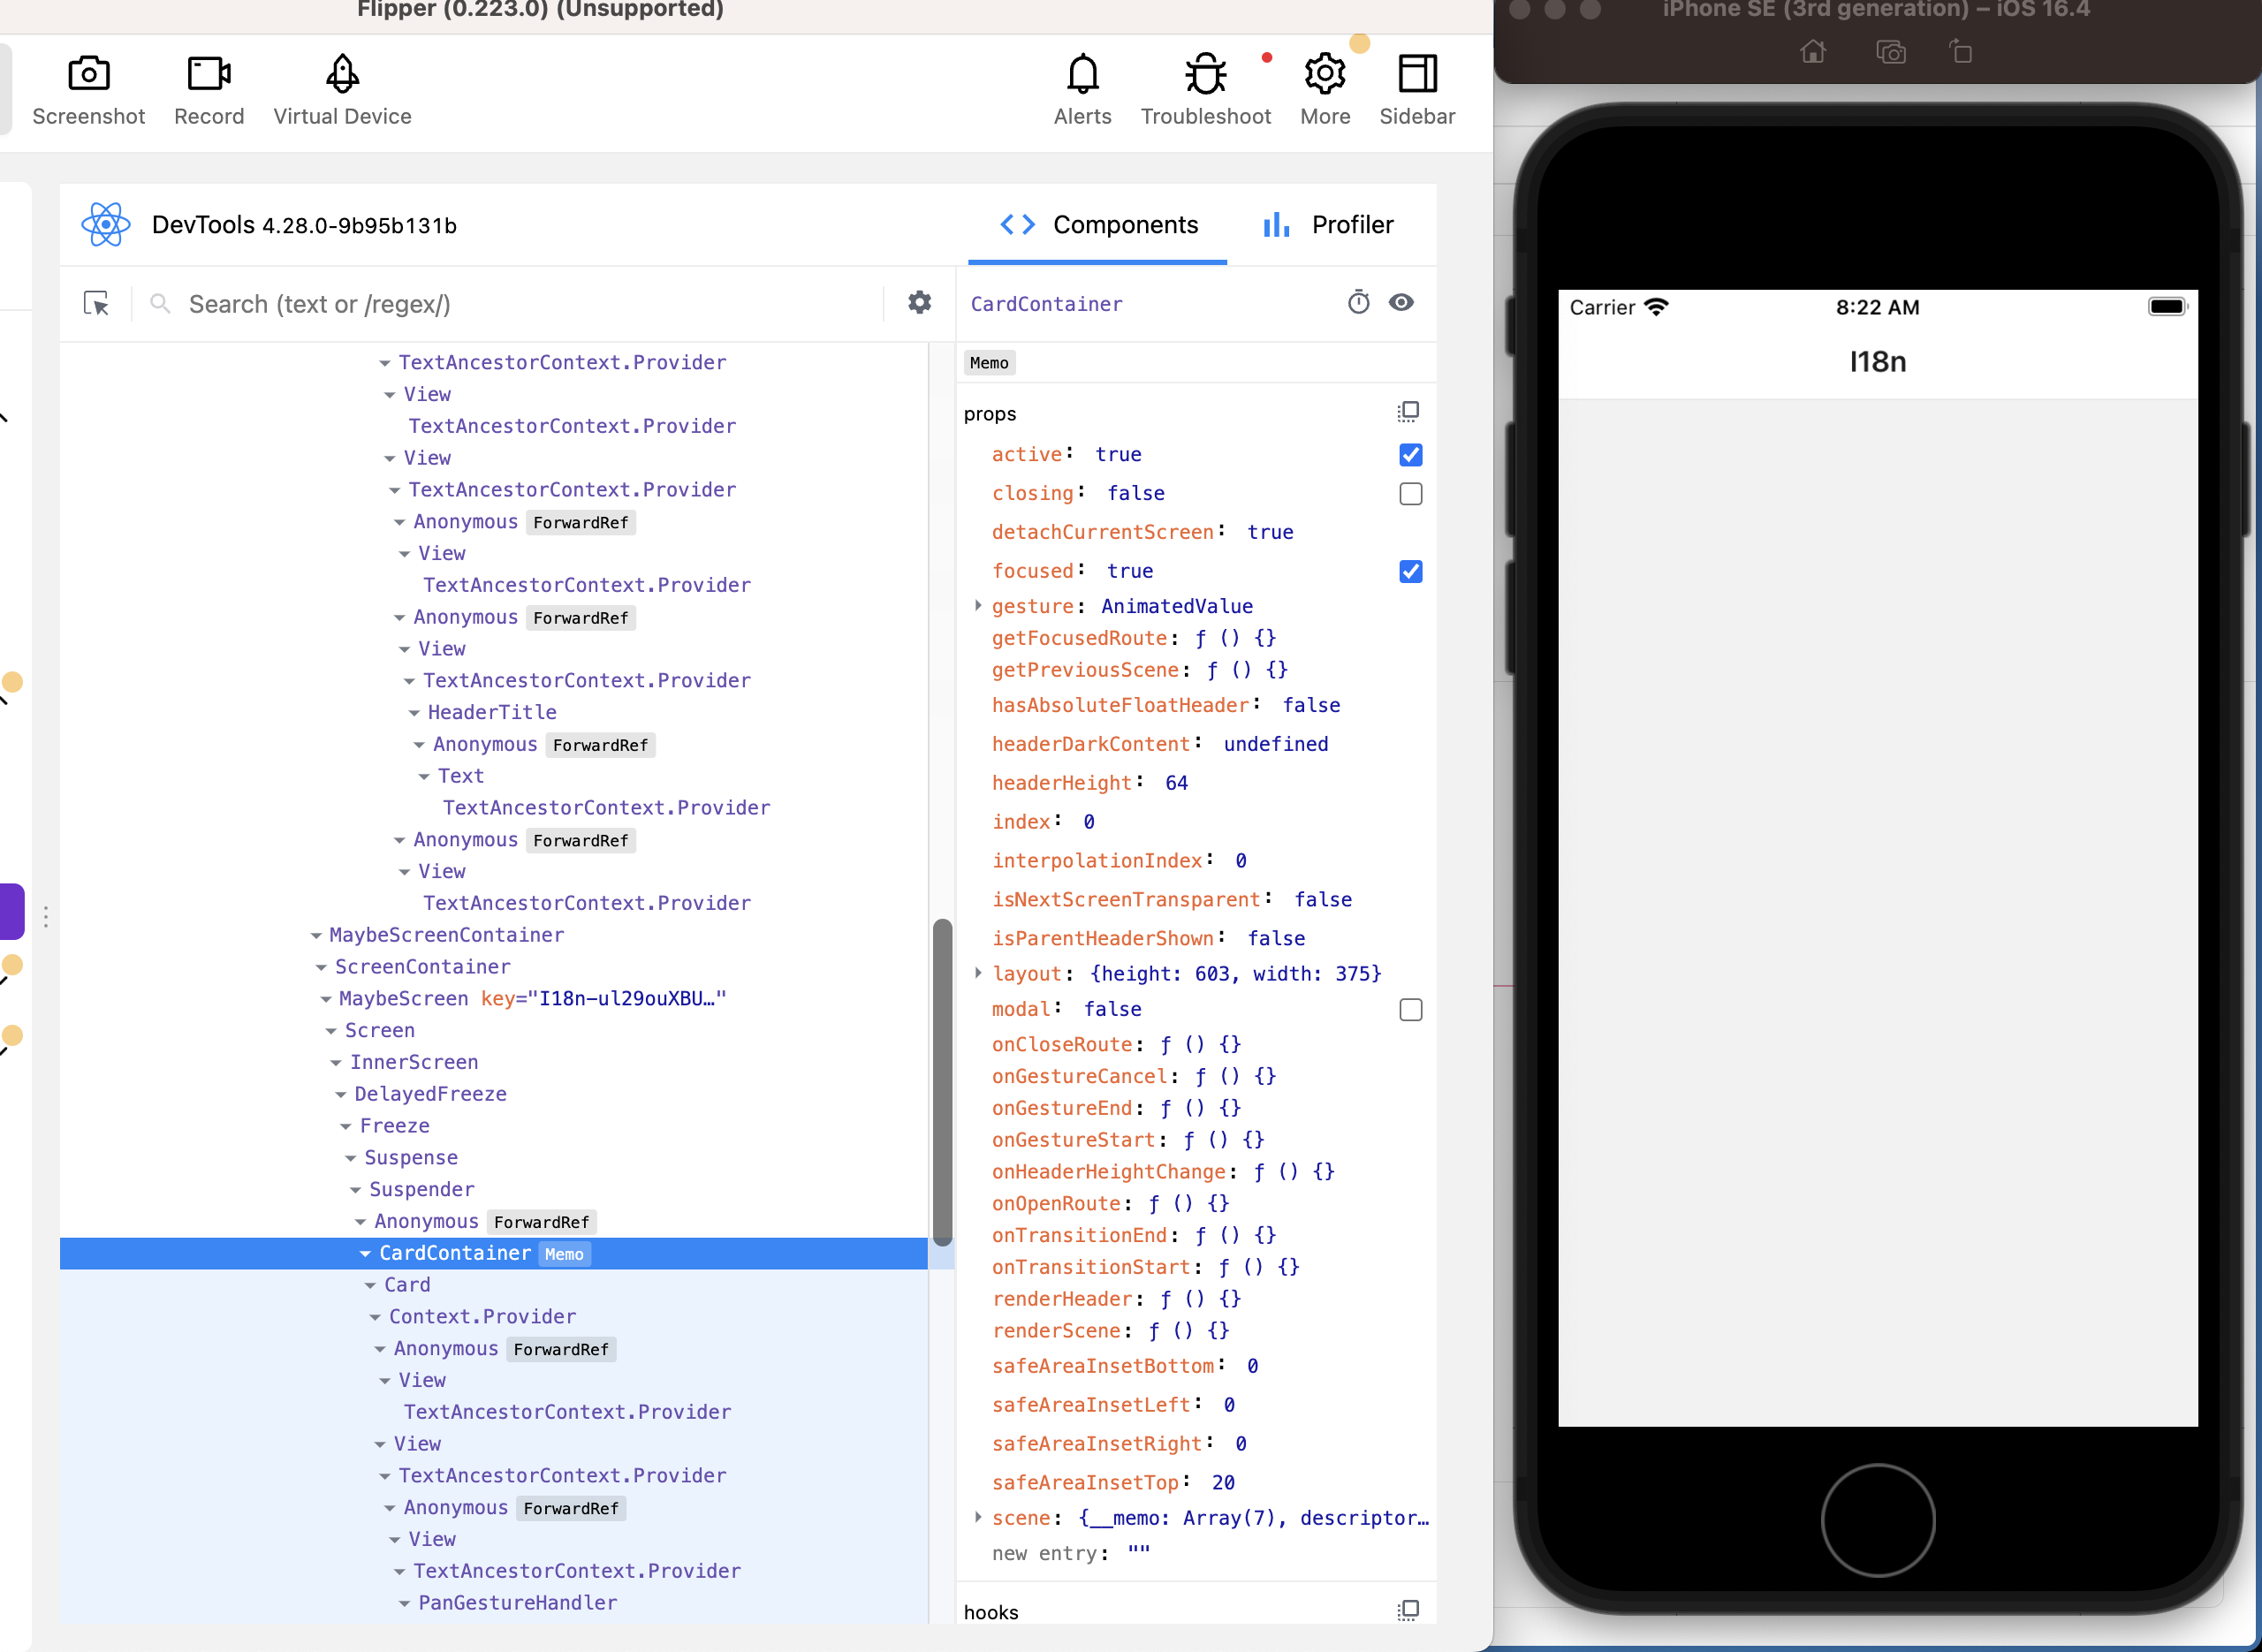 Flipper (0.223.0) (Unsupported)
Screenshot
Record
Virtual Device
Alerts
Troubleshoot
More
Sidebar
DevTools 4.28.0-9b95b131b
Components
Profiler
Search (text or /regex/)
TextAncestorContext.Provider
View
TextAncestorContext.Provider
View
TextAncestorContext.Provider
Anonymous ForwardRef
View
TextAncestorContext.Provider
Anonymous ForwardRef
View
TextAncestorContext.Provider
HeaderTitle
Anonymous ForwardRef
Text
TextAncestorContext.Provider
Anonymous ForwardRef
View
TextAncestorContext.Provider
MaybeScreenContainer
ScreenContainer
MaybeScreen key="I18n-ul29ouXBU…"
Screen
InnerScreen
DelayedFreeze
Freeze
Suspense
Suspender
Anonymous ForwardRef
CardContainer Memo
Card
Context.Provider
Anonymous ForwardRef
View
TextAncestorContext.Provider
View
TextAncestorContext.Provider
Anonymous ForwardRef
View
TextAncestorContext.Provider
PanGestureHandler
CardContainer
Memo
props
active: true
closing: false
detachCurrentScreen: true
focused: true
gesture: AnimatedValue
getFocusedRoute: ƒ () {}
getPreviousScene: ƒ () {}
hasAbsoluteFloatHeader: false
headerDarkContent: undefined
headerHeight: 64
index: 0
interpolationIndex: 0
isNextScreenTransparent: false
isParentHeaderShown: false
layout: {height: 603, width: 375}
modal: false
onCloseRoute: ƒ () {}
onGestureCancel: ƒ () {}
onGestureEnd: ƒ () {}
onGestureStart: ƒ () {}
onHeaderHeightChange: ƒ () {}
onOpenRoute: ƒ () {}
onTransitionEnd: ƒ () {}
onTransitionStart: ƒ () {}
renderHeader: ƒ () {}
renderScene: ƒ () {}
safeAreaInsetBottom: 0
safeAreaInsetLeft: 0
safeAreaInsetRight: 0
safeAreaInsetTop: 20
scene: {__memo: Array(7), descriptor…
new entry: ""
hooks
iPhone SE (3rd generation) – iOS 16.4
Carrier
8:22 AM
I18n